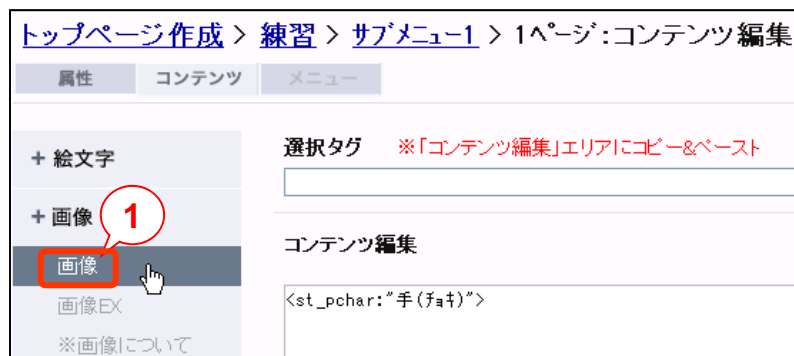 トップページ作成 > 練習 > ｻﾌﾞﾒﾆｭｰ1 > 1ﾍﾟｰｼﾞ:コンテンツ編集
属性 コンテンツ メニュー
+ 絵文字
選択タグ ※「コンテンツ編集」エリアにコピー&ペースト
+ 画像
1
コンテンツ編集
画像
<st_pchar:"手(ﾁｮｷ)">
画像EX
※画像について